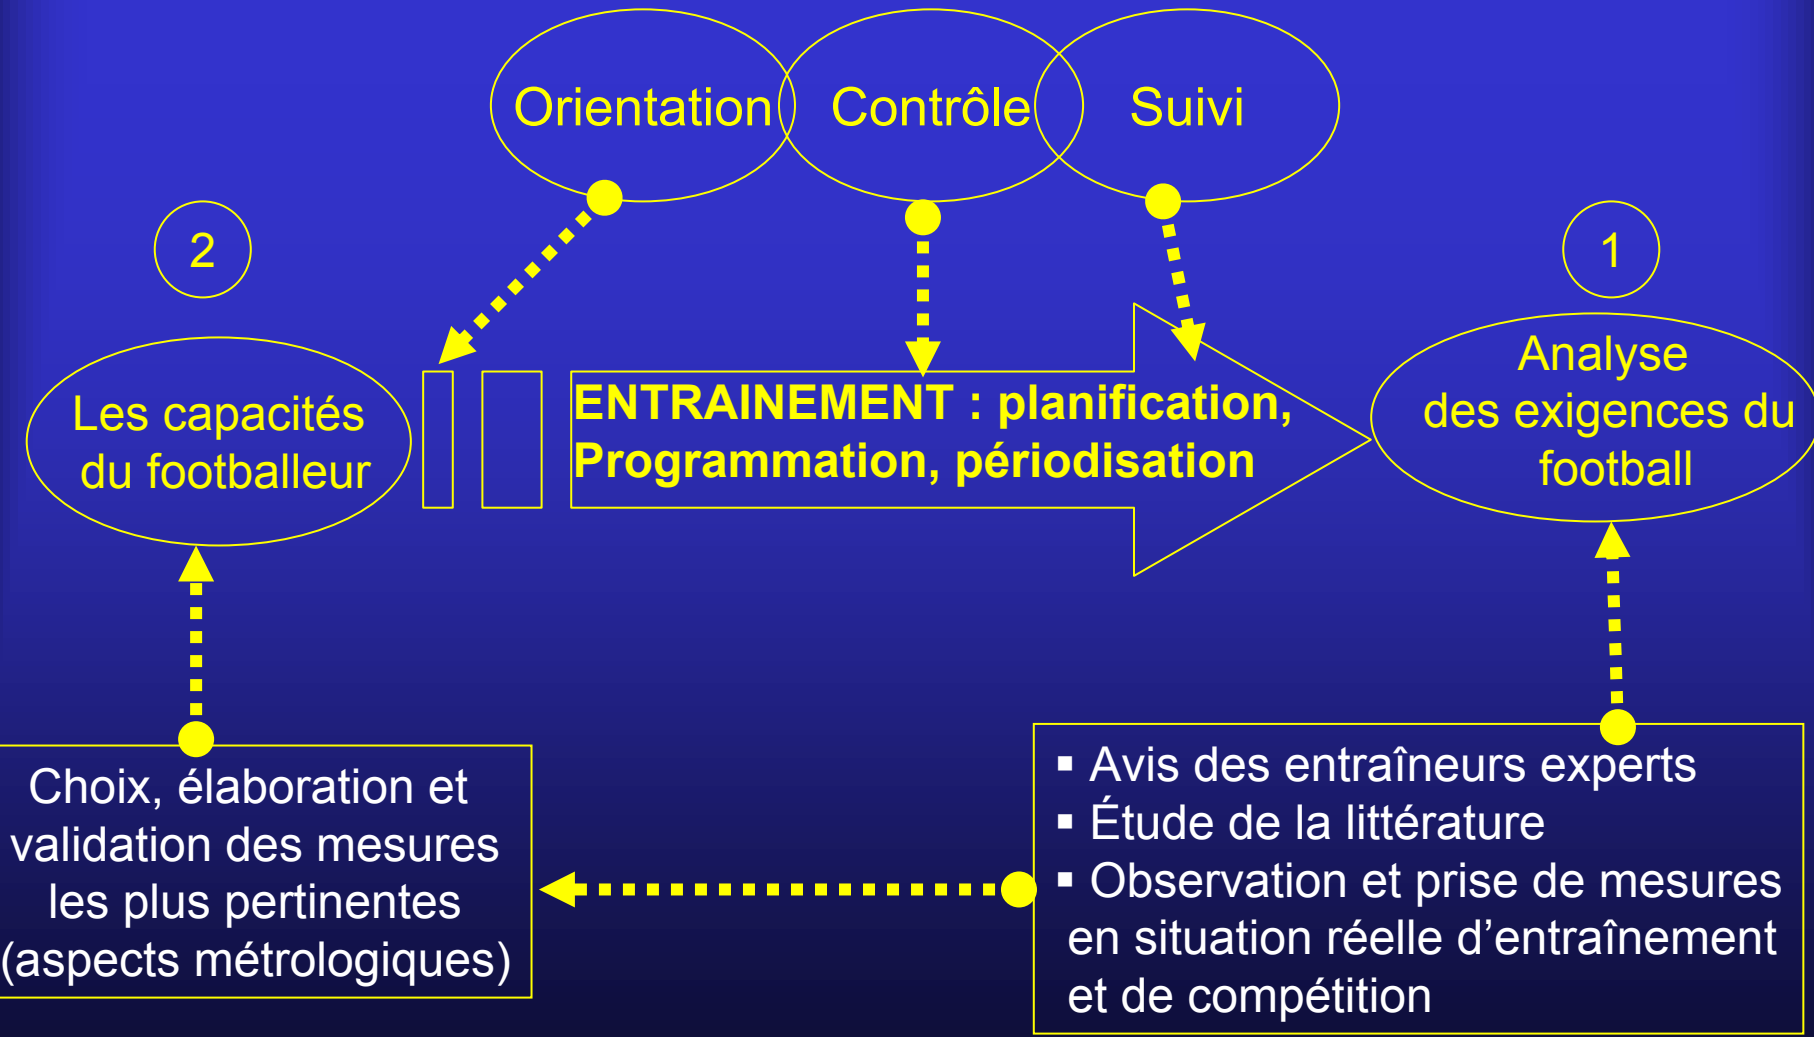 Orientation
Contrôle
Suivi
2
1
Les capacités
du footballeur
ENTRAINEMENT : planification,
Programmation, périodisation
Analyse
des exigences du
football
Choix, élaboration et
validation des mesures
les plus pertinentes
(aspects métrologiques)
▪ Avis des entraîneurs experts
▪ Étude de la littérature
▪ Observation et prise de mesures
en situation réelle d’entraînement
et de compétition